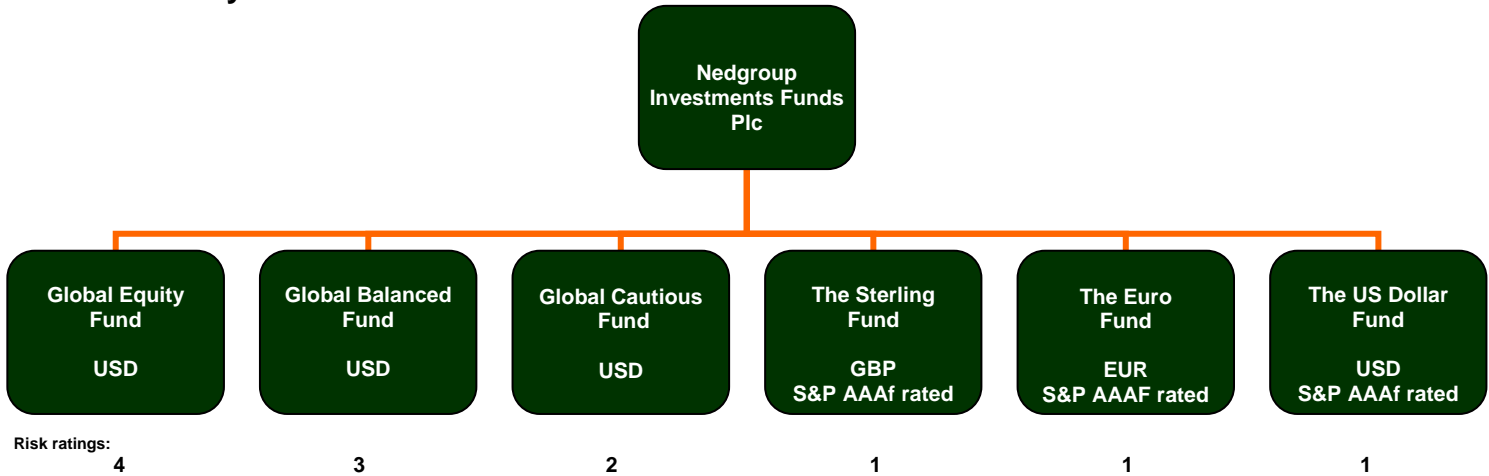 Nedgroup
Investments Funds
Plc
Global Equity
Fund
USD
Global Balanced
Fund
USD
Global Cautious
Fund
USD
The Sterling
Fund
GBP
S&P AAAf rated
The Euro
Fund
EUR
S&P AAAF rated
The US Dollar
Fund
USD
S&P AAAf rated
Risk ratings:
4 3 2 1 1 1